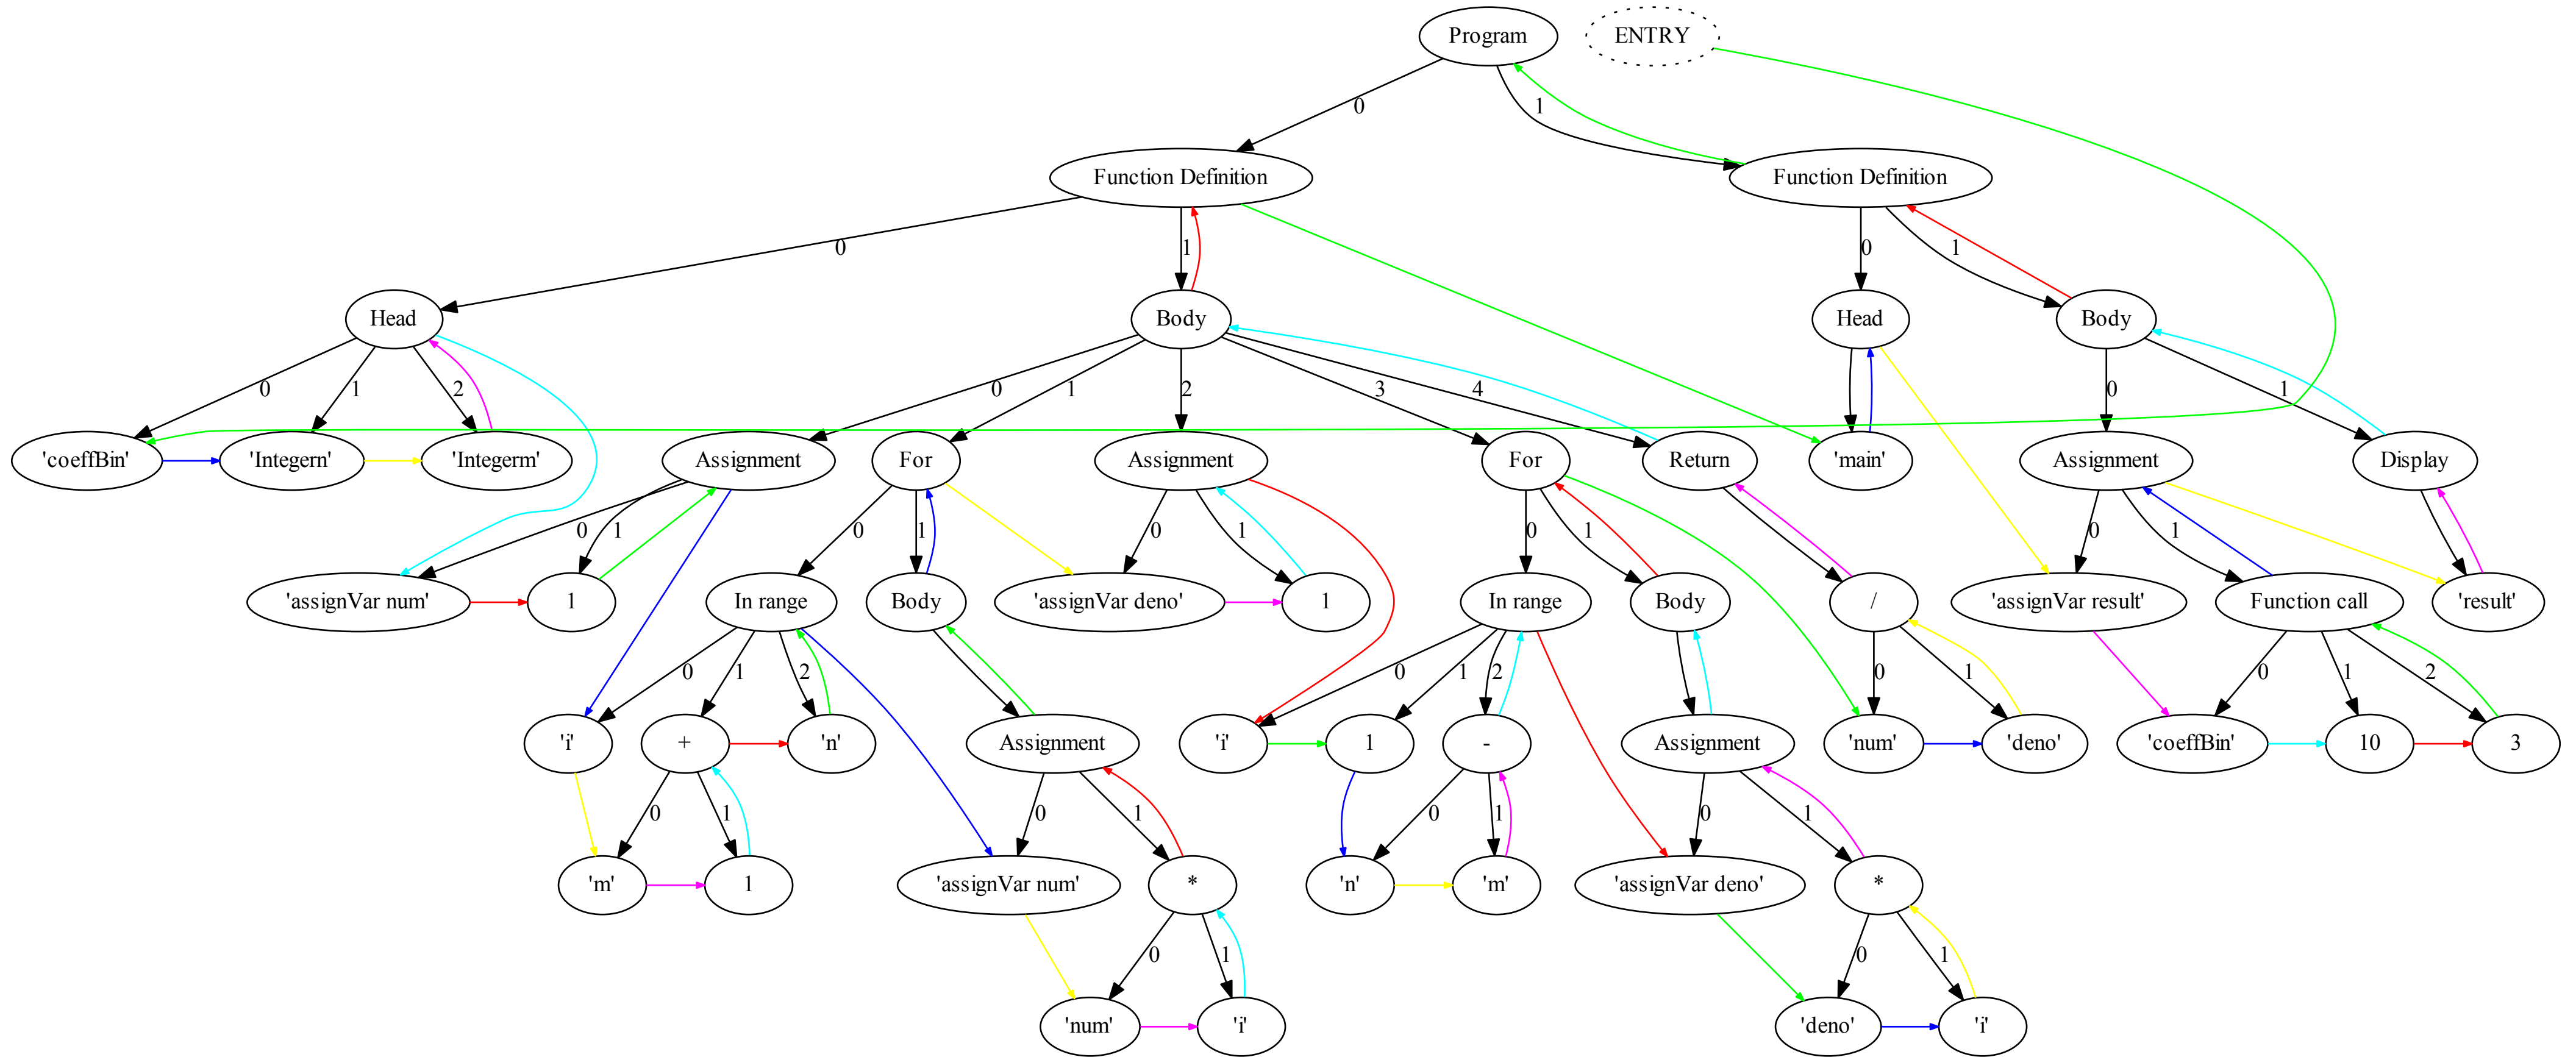 Program
ENTRY
0
1
Function Definition
Function Definition
0
1
0
1
Head
Body
Head
Body
0
1
2
0
1
2
3
4
0
1
'coeffBin'
'Integern'
'Integerm'
Assignment
For
Assignment
For
Return
'main'
Assignment
Display
0
1
0
1
0
1
0
1
0
1
'assignVar num'
1
In range
Body
'assignVar deno'
1
In range
Body
/
'assignVar result'
Function call
'result'
0
1
2
0
1
2
0
1
0
1
2
'i'
+
'n'
Assignment
'i'
1
-
Assignment
'num'
'deno'
'coeffBin'
10
3
0
1
0
1
0
1
0
1
'm'
1
'assignVar num'
*
'n'
'm'
'assignVar deno'
*
0
1
0
1
'num'
'i'
'deno'
'i'